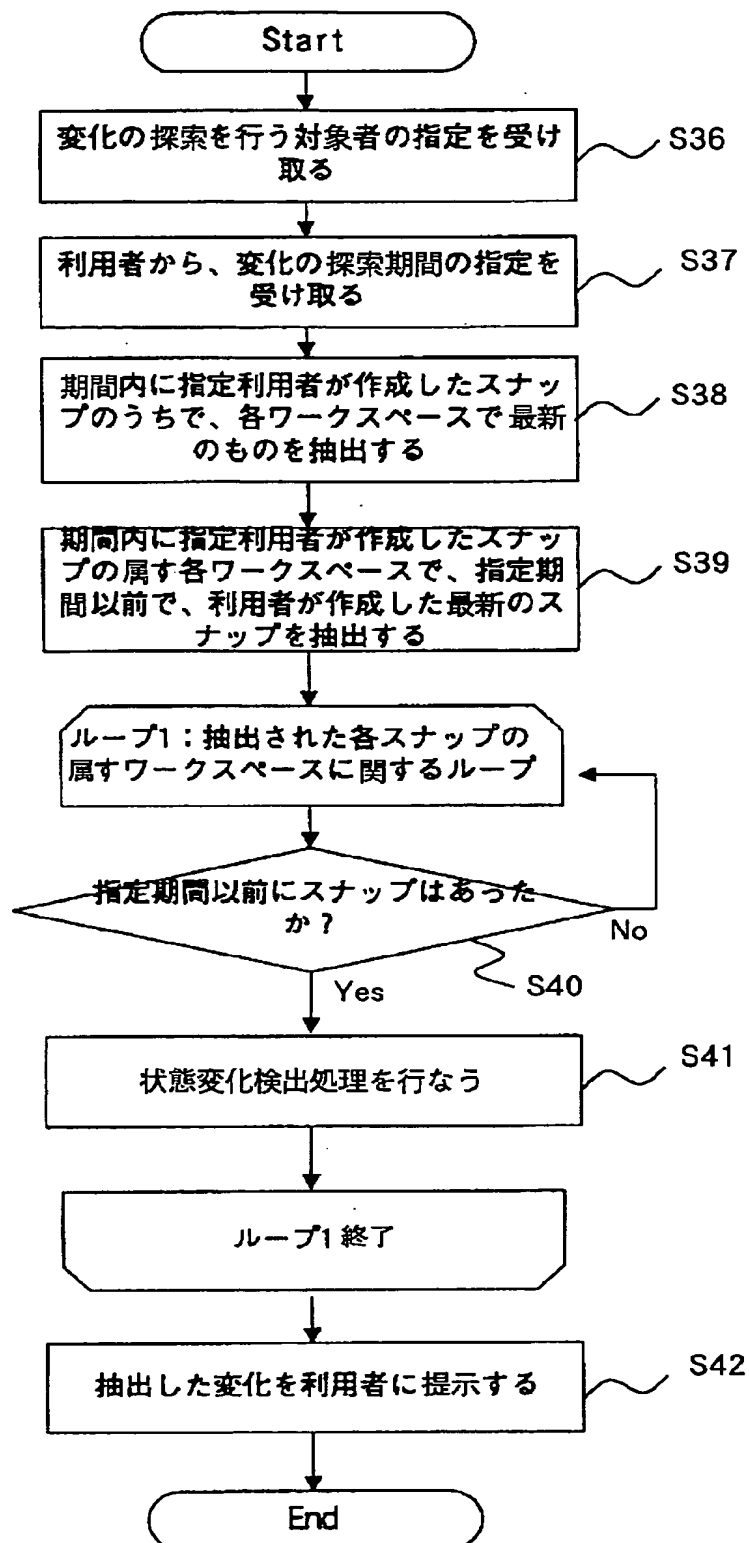 Start
変化の探索を行う対象者の指定を受け
取る
S36
利用者から、変化の探索期間の指定を
受け取る
S37
期間内に指定利用者が作成したスナッ
プのうちで、各ワークスペースで最新
のものを抽出する
S38
期間内に指定利用者が作成したスナッ
プの属す各ワークスペースで、指定期
間以前で、利用者が作成した最新のス
ナップを抽出する
S39
ループ1：抽出された各スナップの
属すワークスペースに関するループ
指定期間以前にスナップはあった
か？
No
S40
Yes
状態変化検出処理を行なう
S41
ループ1終了
抽出した変化を利用者に提示する
S42
End